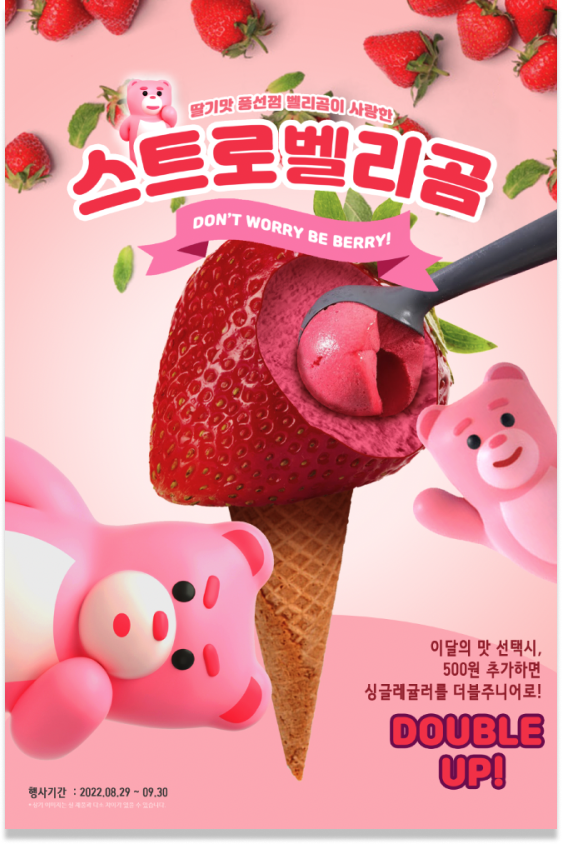 딸기맛 풍선껌 벨리곰이 사랑한
스트로벨리곰
DON'T WORRY BE BERRY!
이달의 맛 선택시,
500원 추가하면
싱글레귤러를 더블주니어로!
DOUBLE
UP!
행사기간 : 2022.08.29 ~ 09.30